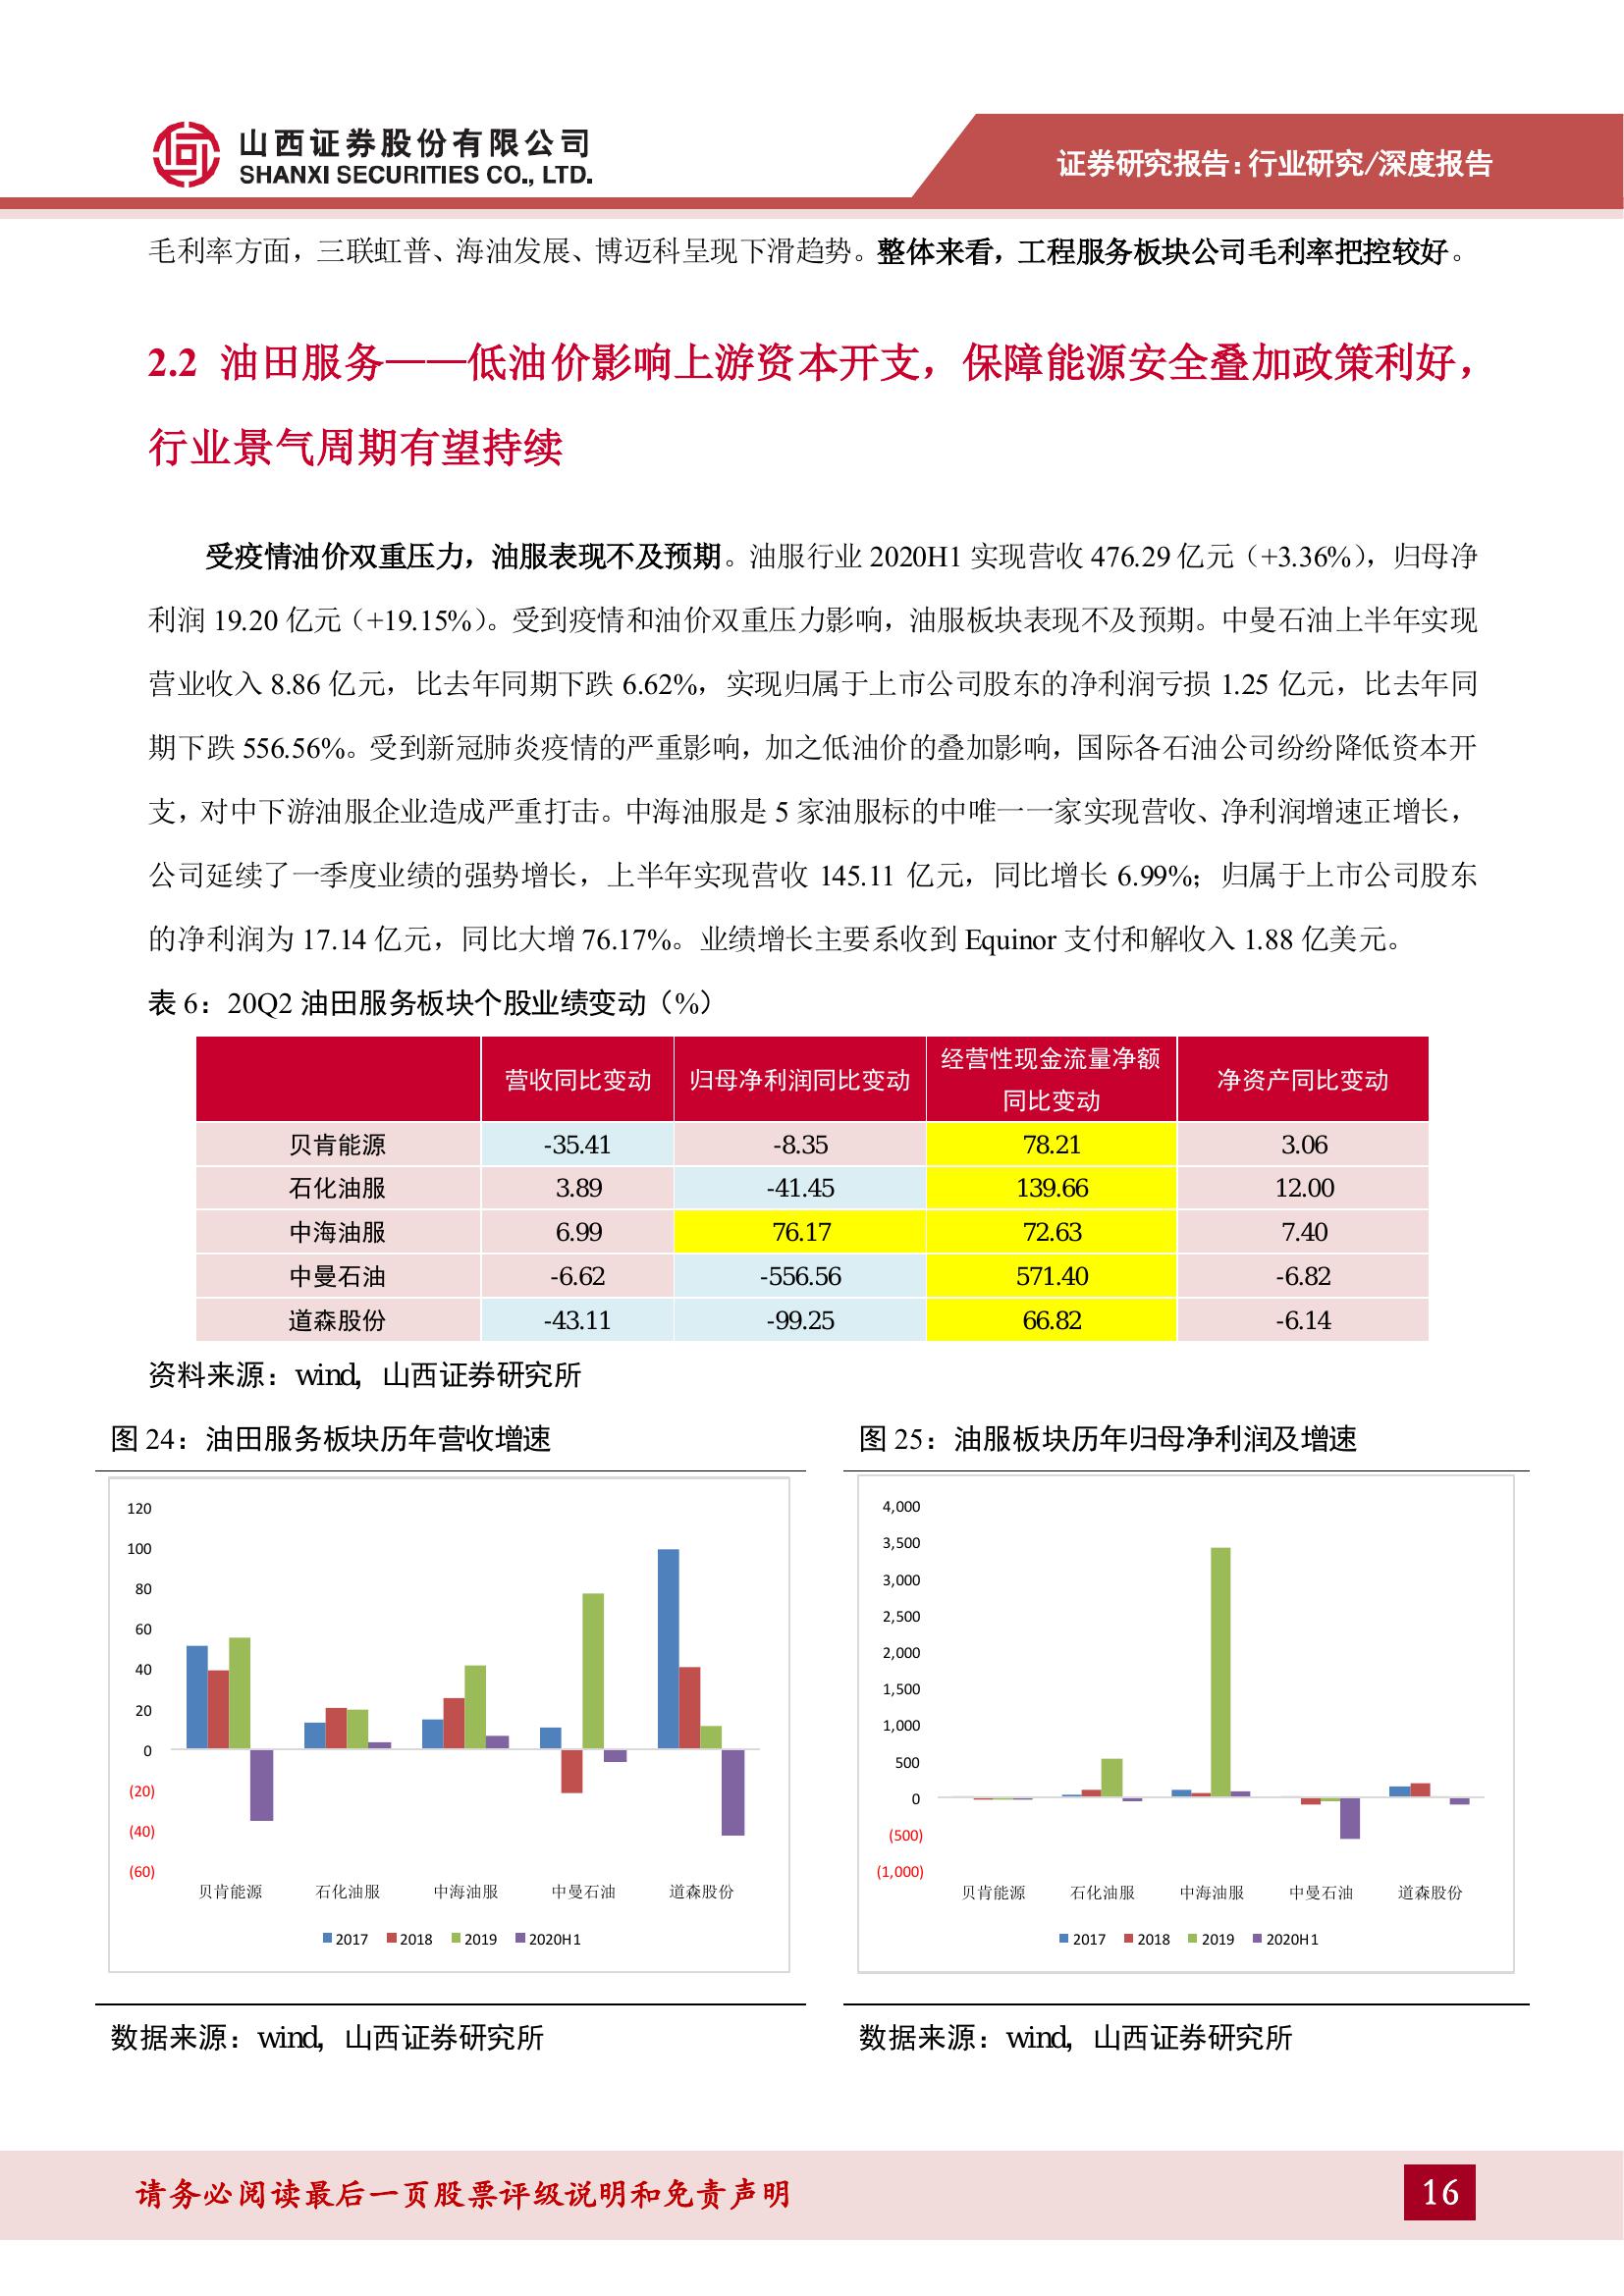 山西证券股份有限公司
SHANXI SECURITIES CO., LTD.
证券研究报告：行业研究/深度报告
毛利率方面，三联虹普、海油发展、博迈科呈现下滑趋势。整体来看，工程服务板块公司毛利率把控较好。
2.2 油田服务——低油价影响上游资本开支，保障能源安全叠加政策利好，
行业景气周期有望持续
受疫情油价双重压力，油服表现不及预期。油服行业 2020H1 实现营收 476.29 亿元（+3.36%），归母净
利润 19.20 亿元（+19.15%）。受到疫情和油价双重压力影响，油服板块表现不及预期。中曼石油上半年实现
营业收入 8.86 亿元，比去年同期下跌 6.62%，实现归属于上市公司股东的净利润亏损 1.25 亿元，比去年同
期下跌 556.56%。受到新冠肺炎疫情的严重影响，加之低油价的叠加影响，国际各石油公司纷纷降低资本开
支，对中下游油服企业造成严重打击。中海油服是 5 家油服标的中唯一一家实现营收、净利润增速正增长，
公司延续了一季度业绩的强势增长，上半年实现营收 145.11 亿元，同比增长 6.99%；归属于上市公司股东
的净利润为 17.14 亿元，同比大增 76.17%。业绩增长主要系收到 Equinor 支付和解收入 1.88 亿美元。
表 6：20Q2 油田服务板块个股业绩变动（%）
营收同比变动 归母净利润同比变动 经营性现金流量净额 净资产同比变动
同比变动
贝肯能源 -35.41 -8.35 78.21 3.06
石化油服 3.89 -41.45 139.66 12.00
中海油服 6.99 76.17 72.63 7.40
中曼石油 -6.62 -556.56 571.40 -6.82
道森股份 -43.11 -99.25 66.82 -6.14
资料来源：wind，山西证券研究所
图 24：油田服务板块历年营收增速
120
100
80
60
40
20
0
(20)
(40)
(60)
贝肯能源 石化油服 中海油服 中曼石油 道森股份
2017 2018 2019 2020H1
数据来源：wind，山西证券研究所
图 25：油服板块历年归母净利润及增速
4,000
3,500
3,000
2,500
2,000
1,500
1,000
500
0
(500)
(1,000)
贝肯能源 石化油服 中海油服 中曼石油 道森股份
2017 2018 2019 2020H1
数据来源：wind，山西证券研究所
请务必阅读最后一页股票评级说明和免责声明
16